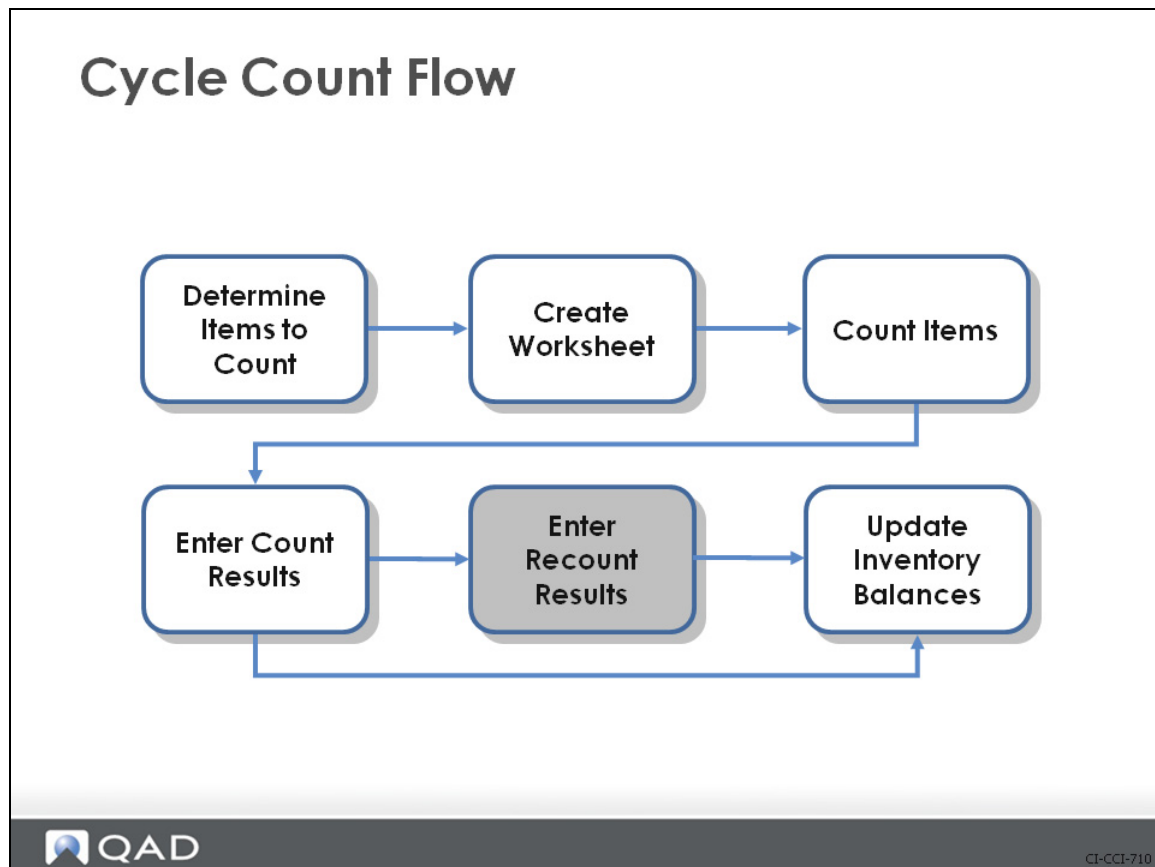 Cycle Count Flow
Determine
Items to
Count
Create
Worksheet
Count Items
Enter Count
Results
Enter
Recount
Results
Update
Inventory
Balances
QAD
CI-CCI-710